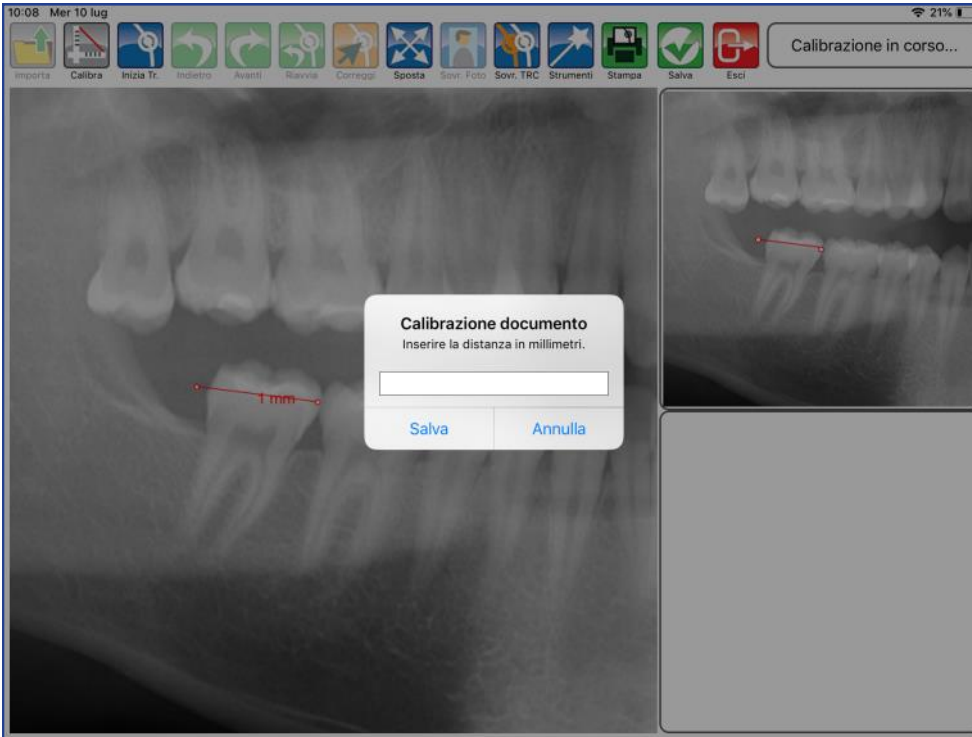 10:08 Mer 10 lug 21%
Importa Calibra Inizia Tr. Indietro Avanti Riavvia Correggi Sposta Sovr. Foto Sovr. TRC Strumenti Stampa Salva Esci
Calibrazione in corso...
Calibrazione documento
Inserire la distanza in millimetri.
1 mm
Salva Annulla